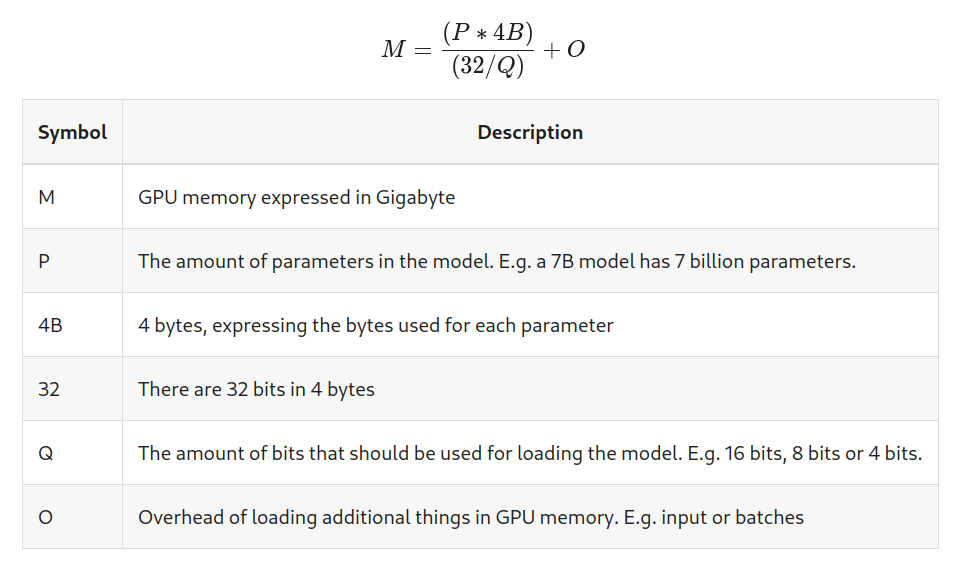 M = (P * 4B) / (32/Q) + O
Symbol Description
M GPU memory expressed in Gigabyte
P The amount of parameters in the model. E.g. a 7B model has 7 billion parameters.
4B 4 bytes, expressing the bytes used for each parameter
32 There are 32 bits in 4 bytes
Q The amount of bits that should be used for loading the model. E.g. 16 bits, 8 bits or 4 bits.
O Overhead of loading additional things in GPU memory. E.g. input or batches